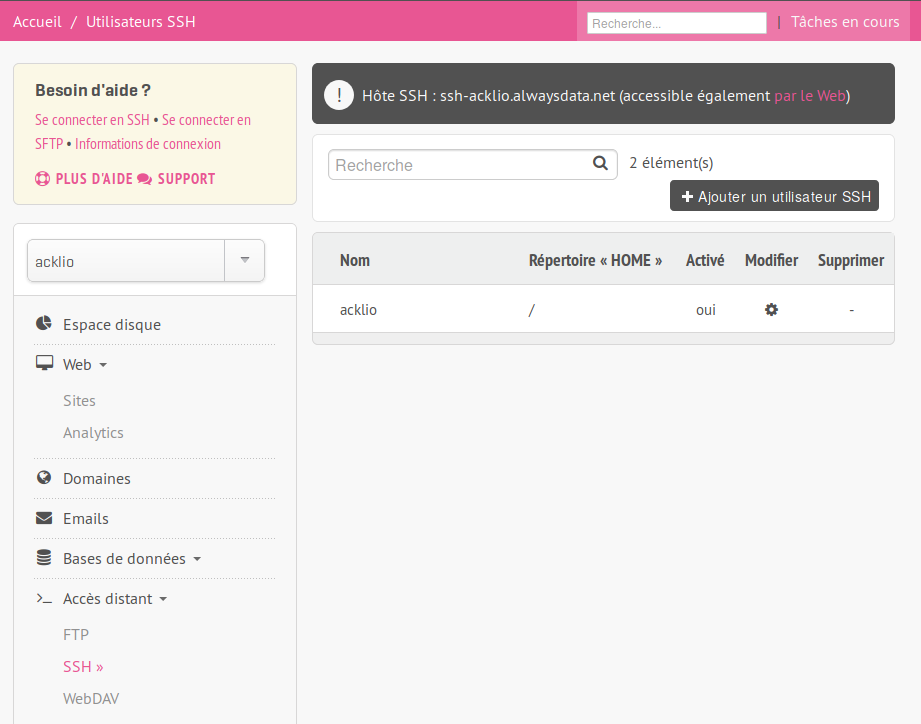 Accueil / Utilisateurs SSH
Recherche...
| Tâches en cours
Besoin d'aide ?
Se connecter en SSH • Se connecter en
SFTP • Informations de connexion
PLUS D'AIDE SUPPORT
acklio
Espace disque
Web
Sites
Analytics
Domaines
Emails
Bases de données
Accès distant
FTP
SSH »
WebDAV
! Hôte SSH : ssh-acklio.alwaysdata.net (accessible également par le Web)
Recherche
2 élément(s)
+ Ajouter un utilisateur SSH
Nom Répertoire « HOME » Activé Modifier Supprimer
acklio / oui -